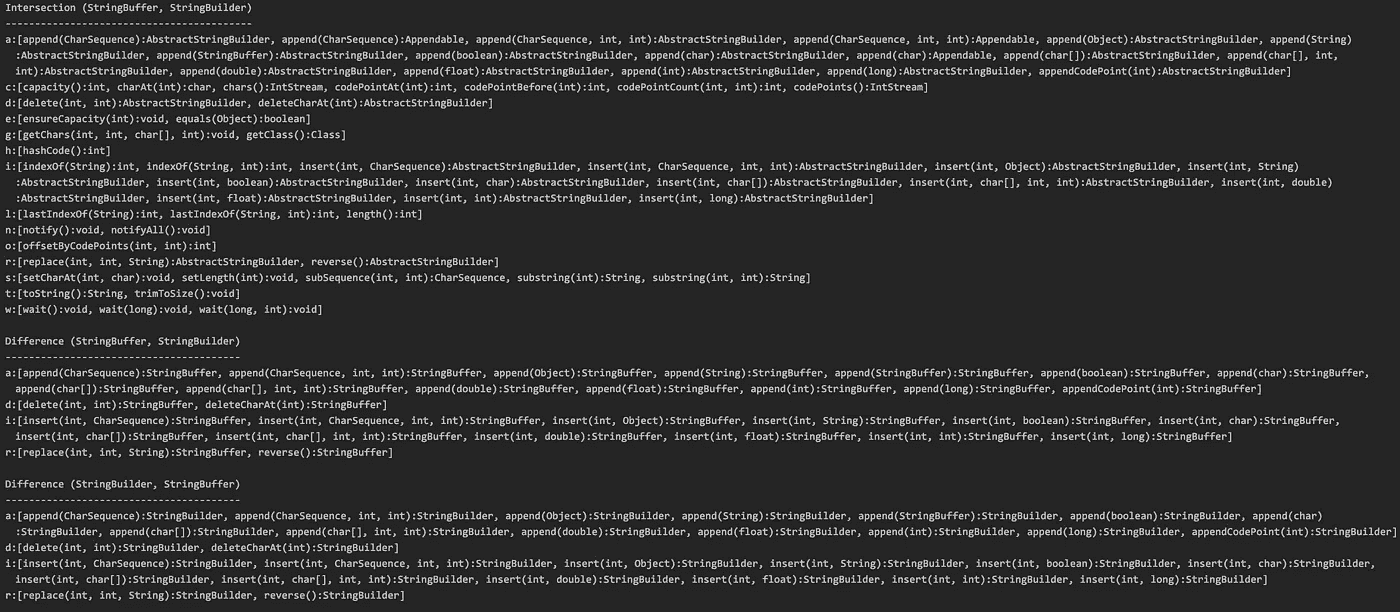 Intersection (StringBuffer, StringBuilder)
-----------------------------------------
a:[append(CharSequence):AbstractStringBuilder, append(CharSequence):Appendable, append(CharSequence, int, int):AbstractStringBuilder, append(CharSequence, int, int):Appendable, append(Object):AbstractStringBuilder, append(String)
:AbstractStringBuilder, append(StringBuffer):AbstractStringBuilder, append(boolean):AbstractStringBuilder, append(char):AbstractStringBuilder, append(char):Appendable, append(char[]):AbstractStringBuilder, append(char[], int,
int):AbstractStringBuilder, append(double):AbstractStringBuilder, append(float):AbstractStringBuilder, append(int):AbstractStringBuilder, append(long):AbstractStringBuilder, appendCodePoint(int):AbstractStringBuilder]
c:[capacity():int, charAt(int):char, chars():IntStream, codePointAt(int):int, codePointBefore(int):int, codePointCount(int, int):int, codePoints():IntStream]
d:[delete(int, int):AbstractStringBuilder, deleteCharAt(int):AbstractStringBuilder]
e:[ensureCapacity(int):void, equals(Object):boolean]
g:[getChars(int, int, char[], int):void, getClass():Class]
h:[hashCode():int]
i:[indexOf(String):int, indexOf(String, int):int, insert(int, CharSequence):AbstractStringBuilder, insert(int, CharSequence, int, int):AbstractStringBuilder, insert(int, Object):AbstractStringBuilder, insert(int, String)
:AbstractStringBuilder, insert(int, boolean):AbstractStringBuilder, insert(int, char):AbstractStringBuilder, insert(int, char[]):AbstractStringBuilder, insert(int, char[], int, int):AbstractStringBuilder, insert(int, double)
:AbstractStringBuilder, insert(int, float):AbstractStringBuilder, insert(int, int):AbstractStringBuilder, insert(int, long):AbstractStringBuilder]
l:[lastIndexOf(String):int, lastIndexOf(String, int):int, length():int]
n:[notify():void, notifyAll():void]
o:[offsetByCodePoints(int, int):int]
r:[replace(int, int, String):AbstractStringBuilder, reverse():AbstractStringBuilder]
s:[setCharAt(int, char):void, setLength(int):void, subSequence(int, int):CharSequence, substring(int):String, substring(int, int):String]
t:[toString():String, trimToSize():void]
w:[wait():void, wait(long):void, wait(long, int):void]
Difference (StringBuffer, StringBuilder)
---------------------------------------
a:[append(CharSequence):StringBuffer, append(CharSequence, int, int):StringBuffer, append(Object):StringBuffer, append(String):StringBuffer, append(StringBuffer):StringBuffer, append(boolean):StringBuffer, append(char):StringBuffer,
append(char[]):StringBuffer, append(char[], int, int):StringBuffer, append(double):StringBuffer, append(float):StringBuffer, append(int):StringBuffer, append(long):StringBuffer, appendCodePoint(int):StringBuffer]
d:[delete(int, int):StringBuffer, deleteCharAt(int):StringBuffer]
i:[insert(int, CharSequence):StringBuffer, insert(int, CharSequence, int, int):StringBuffer, insert(int, Object):StringBuffer, insert(int, String):StringBuffer, insert(int, boolean):StringBuffer, insert(int, char):StringBuffer,
insert(int, char[]):StringBuffer, insert(int, char[], int, int):StringBuffer, insert(int, double):StringBuffer, insert(int, float):StringBuffer, insert(int, int):StringBuffer, insert(int, long):StringBuffer]
r:[replace(int, int, String):StringBuffer, reverse():StringBuffer]
Difference (StringBuilder, StringBuffer)
---------------------------------------
a:[append(CharSequence):StringBuilder, append(CharSequence, int, int):StringBuilder, append(Object):StringBuilder, append(String):StringBuilder, append(StringBuffer):StringBuilder, append(boolean):StringBuilder, append(char)
:StringBuilder, append(char[]):StringBuilder, append(char[], int, int):StringBuilder, append(double):StringBuilder, append(float):StringBuilder, append(int):StringBuilder, append(long):StringBuilder, appendCodePoint(int):StringBuilder]
d:[delete(int, int):StringBuilder, deleteCharAt(int):StringBuilder]
i:[insert(int, CharSequence):StringBuilder, insert(int, CharSequence, int, int):StringBuilder, insert(int, Object):StringBuilder, insert(int, String):StringBuilder, insert(int, boolean):StringBuilder, insert(int, char):StringBuilder,
insert(int, char[]):StringBuilder, insert(int, char[], int, int):StringBuilder, insert(int, double):StringBuilder, insert(int, float):StringBuilder, insert(int, int):StringBuilder, insert(int, long):StringBuilder]
r:[replace(int, int, String):StringBuilder, reverse():StringBuilder]